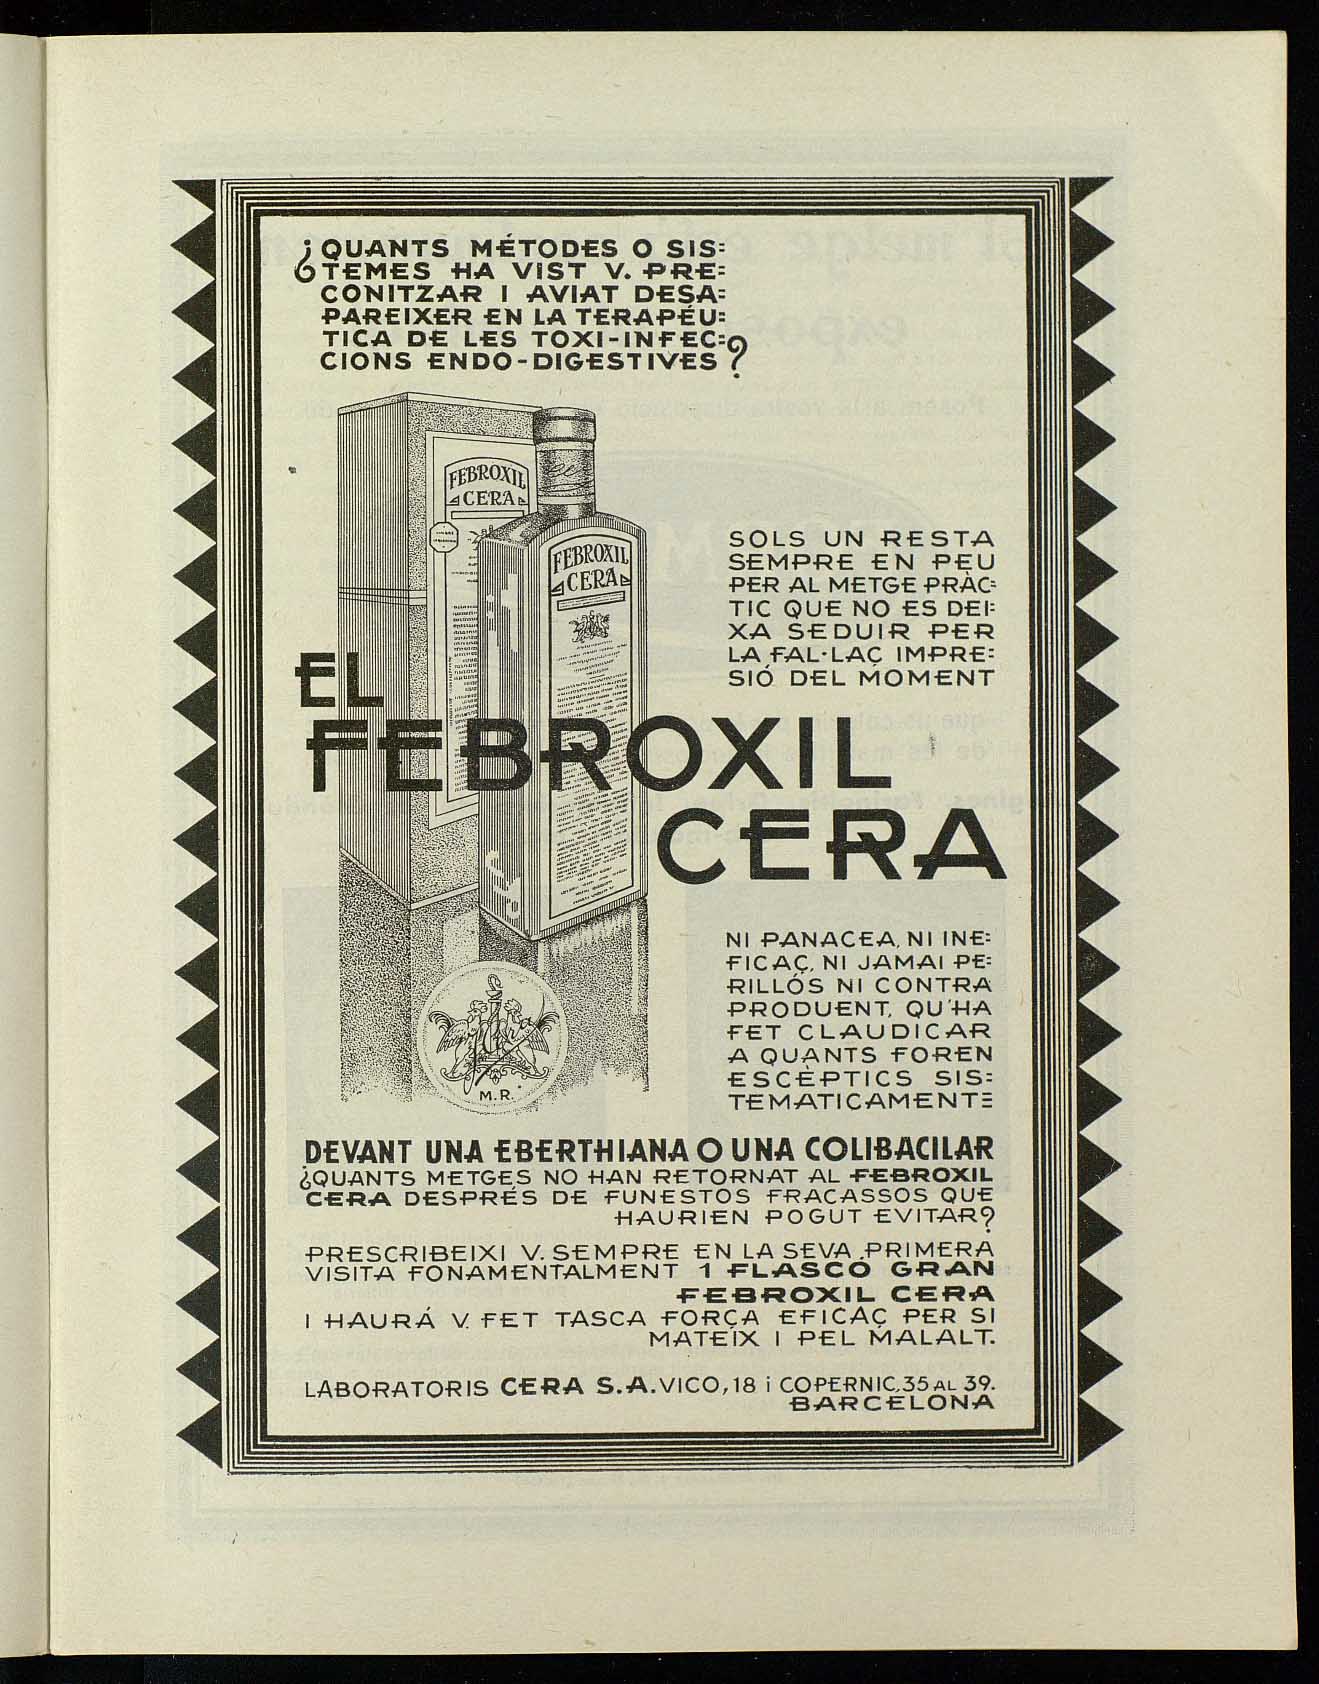 ¿QUANTS MÉTODES O SIS=
TEMES HA VIST V. PRE=
CONITZAR I AVIAT DESA=
PAREIXER EN LA TERAPÉU=
TICA DE LES TOXI-INFEC=
CIONS ENDO-DIGESTIVES?
FEBROXIL
CERA
FEBROXIL
CERA
SOLS UN RESTA
SEMPRE EN PEU
PER AL METGE PRÀC=
TIC QUE NO ES DEI=
XA SEDUIR PER
LA FAL·LAÇ IMPRE=
SIÓ DEL MOMENT
EL
FEBROXIL
CERA
NI PANACEA, NI INE=
FICAÇ, NI JAMAI PE=
RILLÓS NI CONTRA
PRODUENT, QU'HA
FET CLAUDICAR
A QUANTS FOREN
ESCÈPTICS SIS=
TEMATICAMENTE
M.R.
DEVANT UNA EBERTHIANA O UNA COLIBACILAR
¿QUANTS METGES NO HAN RETORNAT AL FEBROXIL
CERA DESPRÉS DE FUNESTOS FRACASSOS QUE
HAURIEN POGUT EVITAR?
PRESCRIBEIXI V. SEMPRE EN LA SEVA PRIMERA
VISITA FONAMENTALMENT 1 FLASCÓ GRAN
FEBROXIL CERA
I HAURÁ V. FET TASCA FORÇA EFICAÇ PER SI
MATEIX I PEL MALALT.
LABORATORIS CERA S.A. VICO, 18 i COPERNIC, 35 AL 39.
BARCELONA